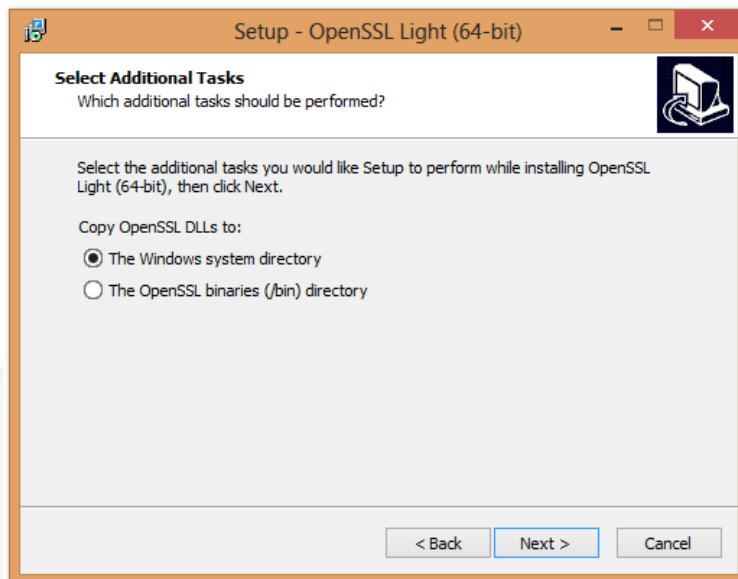 Setup - OpenSSL Light (64-bit)
Select Additional Tasks
Which additional tasks should be performed?
Select the additional tasks you would like Setup to perform while installing OpenSSL
Light (64-bit), then click Next.
Copy OpenSSL DLLs to:
The Windows system directory
The OpenSSL binaries (/bin) directory
< Back Next > Cancel